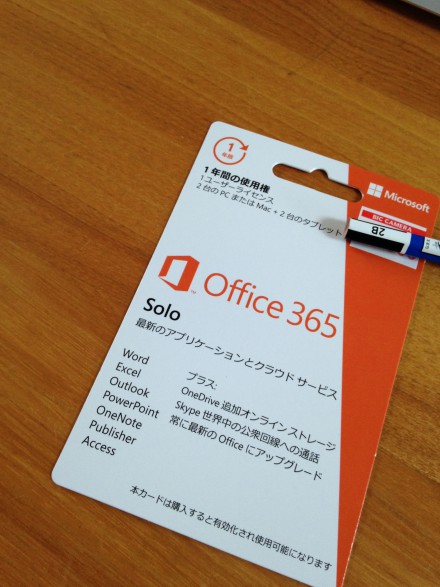 1
年間
1 年間の使用権
1 ユーザーライセンス
2 台の PC または Mac + 2 台のタブレット
Microsoft
BIC CAMERA
2B
Office 365
Solo
最新のアプリケーションとクラウド サービス
Word
Excel
Outlook
PowerPoint
OneNote
Publisher
Access
プラス:
OneDrive 追加オンラインストレージ
Skype 世界中の公衆回線への通話
常に最新の Office にアップグレード
本カードは購入すると有効化され使用可能になります